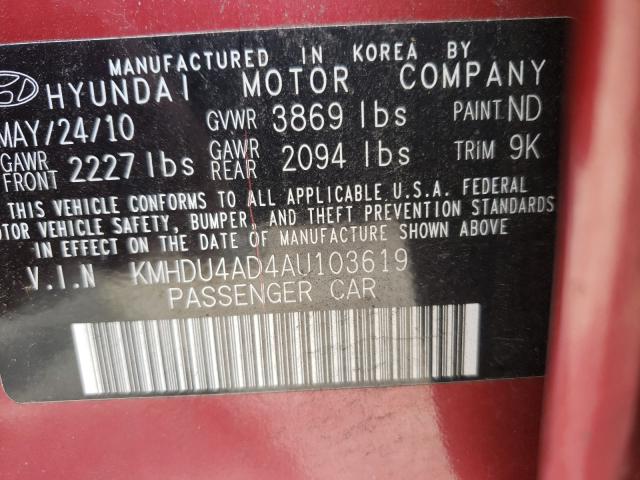 MANUFACTURED IN KOREA BY
HYUNDAI MOTOR COMPANY
MAY/24/10 GVWR 3869 lbs PAINT ND
GAWR FRONT 2227 lbs GAWR REAR 2094 lbs TRIM 9K
THIS VEHICLE CONFORMS TO ALL APPLICABLE U.S.A. FEDERAL
MOTOR VEHICLE SAFETY, BUMPER, AND THEFT PREVENTION STANDARDS
IN EFFECT ON THE DATE OF MANUFACTURE SHOWN ABOVE.
V.I.N KMHDU4AD4AU103619
PASSENGER CAR